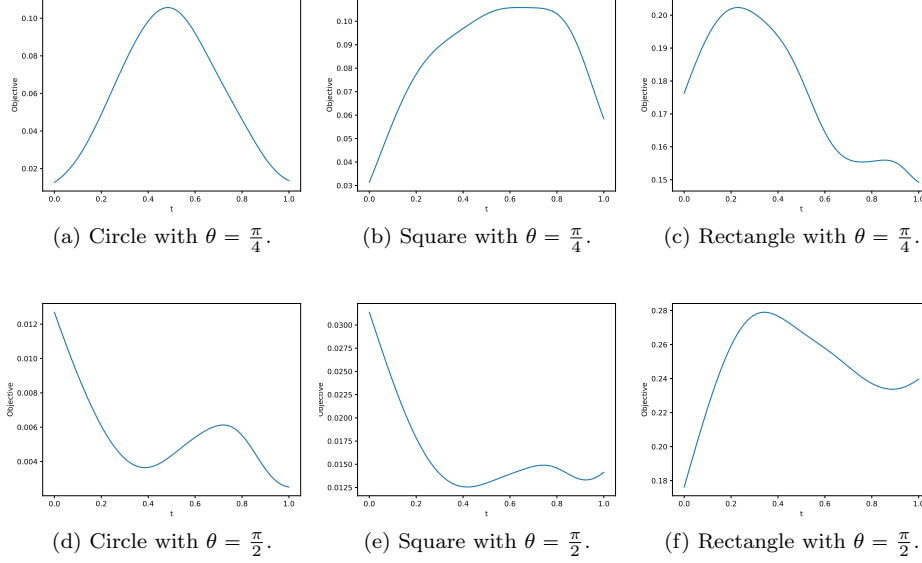 0.10
0.08
0.06
0.04
0.02
Objective
0.0 0.2 0.4 0.6 0.8 1.0
t
(a) Circle with θ = π/4.
0.10
0.09
0.08
0.07
0.06
0.05
0.04
0.03
Objective
0.0 0.2 0.4 0.6 0.8 1.0
t
(b) Square with θ = π/4.
0.20
0.19
0.18
0.17
0.16
0.15
Objective
0.0 0.2 0.4 0.6 0.8 1.0
t
(c) Rectangle with θ = π/4.
0.012
0.010
0.008
0.006
0.004
Objective
0.0 0.2 0.4 0.6 0.8 1.0
t
(d) Circle with θ = π/2.
0.0300
0.0275
0.0250
0.0225
0.0200
0.0175
0.0150
0.0125
Objective
0.0 0.2 0.4 0.6 0.8 1.0
t
(e) Square with θ = π/2.
0.28
0.26
0.24
0.22
0.20
0.18
Objective
0.0 0.2 0.4 0.6 0.8 1.0
t
(f) Rectangle with θ = π/2.